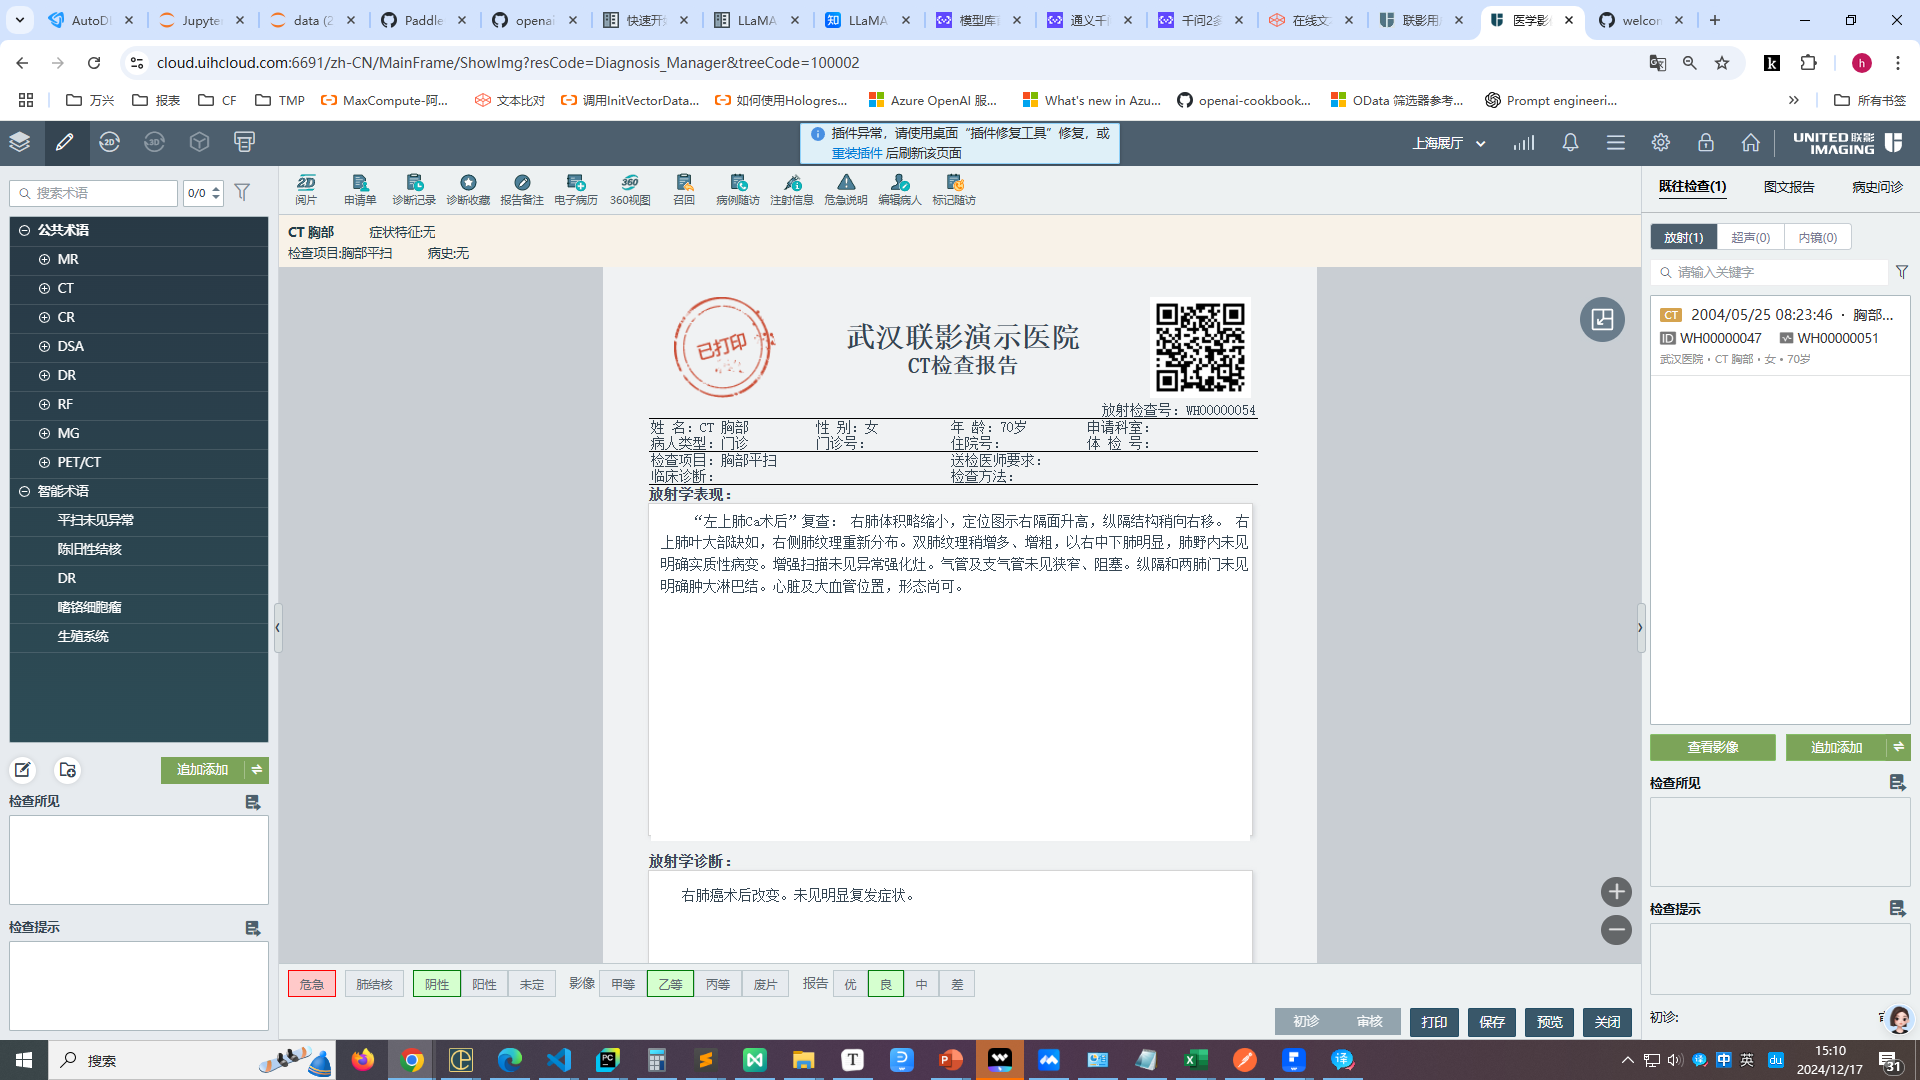 AutoDL
Jupyter
data (2
Paddle
openai
快速开始
LLaMA
LLaMA
模型库
通义千问
千问2多
在线文本
联影用户
医学影像
welcom
cloud.uihcloud.com:6691/zh-CN/MainFrame/ShowImg?resCode=Diagnosis_Manager&treeCode=100002
k
h
万兴
报表
CF
TMP
MaxCompute-阿...
文本比对
调用InitVectorData...
如何使用Hologres...
Azure OpenAI 服...
What's new in Azu...
openai-cookbook...
OData 筛选器参考...
Prompt engineeri...
»
所有书签
2D
3D
插件异常，请使用桌面“插件修复工具”修复，或
重装插件 后刷新该页面
上海展厅
UNITED 联影
IMAGING
搜索术语
0/0
公共术语
MR
CT
CR
DSA
DR
RF
MG
PET/CT
智能术语
平扫未见异常
陈旧性结核
DR
嗜铬细胞瘤
生殖系统
追加添加
检查所见
检查提示
2D
360
阅片
申请单
诊断记录
诊断收藏
报告备注
电子病历
360视图
召回
病例随访
注射信息
危急说明
编辑病人
标记随访
CT 胸部
症状特征:无
检查项目:胸部平扫
病史:无
已打印
武汉联影演示医院
CT检查报告
放射检查号：WH00000054
姓 名：CT 胸部
性 别：女
年 龄：70岁
申请科室：
病人类型：门诊
门诊号：
住院号：
体 检 号：
检查项目：胸部平扫
送检医师要求：
临床诊断：
检查方法：
放射学表现：
“左上肺Ca术后”复查： 右肺体积略缩小，定位图示右隔面升高，纵隔结构稍向右移。 右
上肺叶大部缺如，右侧肺纹理重新分布。双肺纹理稍增多、增粗，以右中下肺明显，肺野内未见
明确实质性病变。增强扫描未见异常强化灶。气管及支气管未见狭窄、阻塞。纵隔和两肺门未见
明确肿大淋巴结。心脏及大血管位置，形态尚可。
放射学诊断：
右肺癌术后改变。未见明显复发症状。
危急
肺结核
阴性
阳性
未定
影像
甲等
乙等
丙等
废片
报告
优
良
中
差
初诊
审核
打印
保存
预览
关闭
既往检查(1)
图文报告
病史问诊
放射(1)
超声(0)
内镜(0)
请输入关键字
CT
2004/05/25 08:23:46 · 胸部...
ID WH00000047
WH00000051
武汉医院 · CT 胸部 · 女 · 70岁
查看影像
追加添加
检查所见
检查提示
初诊:
搜索
PC
T
译
中
英
du
15:10
2024/12/17
31